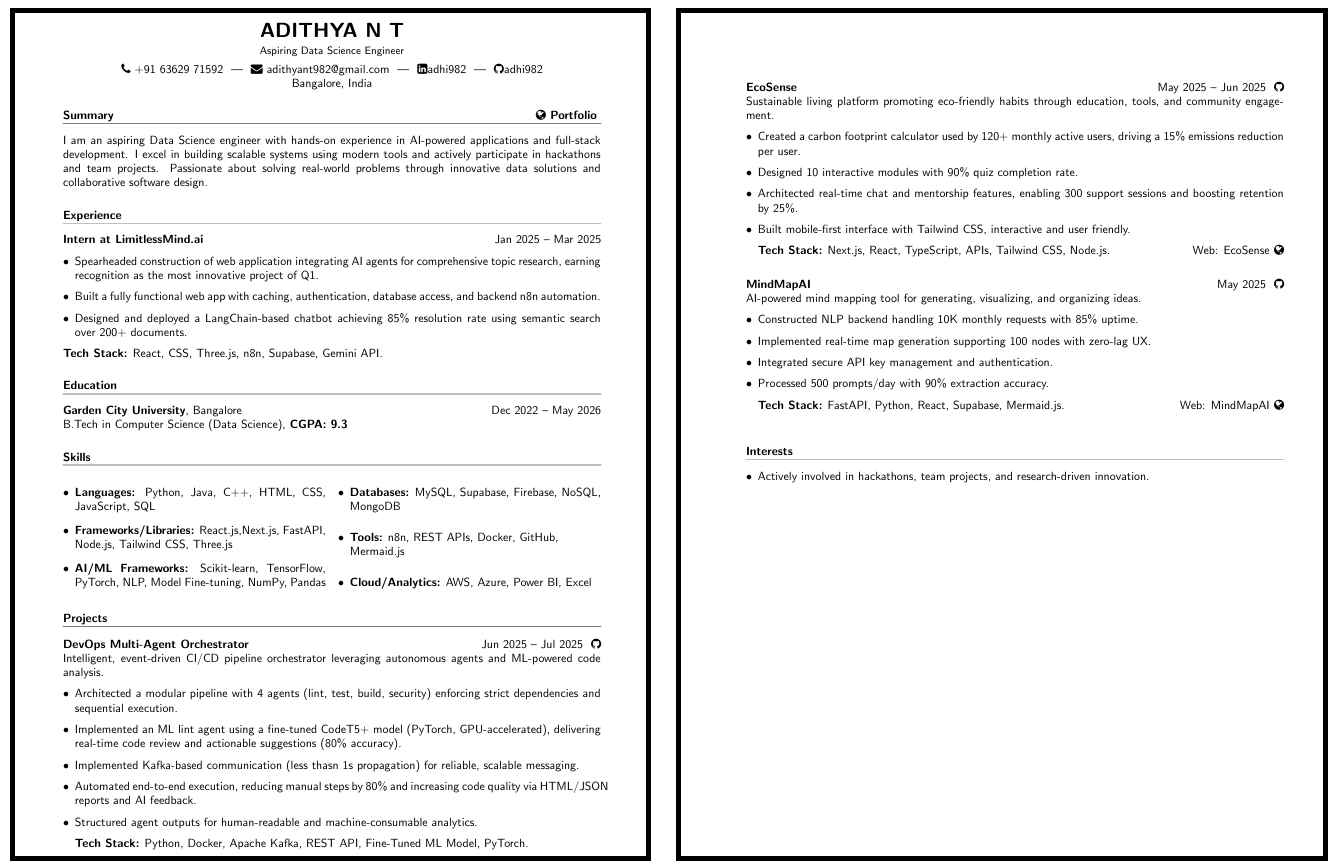 ADITHYA N T
Aspiring Data Science Engineer
+91 63629 71592 — adithyant982@gmail.com — adhi982 — adhi982
Bangalore, India
Summary Portfolio
I am an aspiring Data Science engineer with hands-on experience in AI-powered applications and full-stack
development. I excel in building scalable systems using modern tools and actively participate in hackathons
and team projects. Passionate about solving real-world problems through innovative data solutions and
collaborative software design.
Experience
Intern at LimitlessMind.ai Jan 2025 – Mar 2025
• Spearheaded construction of web application integrating AI agents for comprehensive topic research, earning
recognition as the most innovative project of Q1.
• Built a fully functional web app with caching, authentication, database access, and backend n8n automation.
• Designed and deployed a LangChain-based chatbot achieving 85% resolution rate using semantic search
over 200+ documents.
Tech Stack: React, CSS, Three.js, n8n, Supabase, Gemini API.
Education
Garden City University, Bangalore Dec 2022 – May 2026
B.Tech in Computer Science (Data Science), CGPA: 9.3
Skills
• Languages: Python, Java, C++, HTML, CSS,
JavaScript, SQL
• Frameworks/Libraries: React.js,Next.js, FastAPI,
Node.js, Tailwind CSS, Three.js
• AI/ML Frameworks: Scikit-learn, TensorFlow,
PyTorch, NLP, Model Fine-tuning, NumPy, Pandas
• Databases: MySQL, Supabase, Firebase, NoSQL,
MongoDB
• Tools: n8n, REST APIs, Docker, GitHub,
Mermaid.js
• Cloud/Analytics: AWS, Azure, Power BI, Excel
Projects
DevOps Multi-Agent Orchestrator Jun 2025 – Jul 2025
Intelligent, event-driven CI/CD pipeline orchestrator leveraging autonomous agents and ML-powered code
analysis.
• Architected a modular pipeline with 4 agents (lint, test, build, security) enforcing strict dependencies and
sequential execution.
• Implemented an ML lint agent using a fine-tuned CodeT5+ model (PyTorch, GPU-accelerated), delivering
real-time code review and actionable suggestions (80% accuracy).
• Implemented Kafka-based communication (less thasn 1s propagation) for reliable, scalable messaging.
• Automated end-to-end execution, reducing manual steps by 80% and increasing code quality via HTML/JSON
reports and AI feedback.
• Structured agent outputs for human-readable and machine-consumable analytics.
Tech Stack: Python, Docker, Apache Kafka, REST API, Fine-Tuned ML Model, PyTorch.
EcoSense May 2025 – Jun 2025
Sustainable living platform promoting eco-friendly habits through education, tools, and community engage-
ment.
• Created a carbon footprint calculator used by 120+ monthly active users, driving a 15% emissions reduction
per user.
• Designed 10 interactive modules with 90% quiz completion rate.
• Architected real-time chat and mentorship features, enabling 300 support sessions and boosting retention
by 25%.
• Built mobile-first interface with Tailwind CSS, interactive and user friendly.
Tech Stack: Next.js, React, TypeScript, APIs, Tailwind CSS, Node.js. Web: EcoSense
MindMapAI May 2025
AI-powered mind mapping tool for generating, visualizing, and organizing ideas.
• Constructed NLP backend handling 10K monthly requests with 85% uptime.
• Implemented real-time map generation supporting 100 nodes with zero-lag UX.
• Integrated secure API key management and authentication.
• Processed 500 prompts/day with 90% extraction accuracy.
Tech Stack: FastAPI, Python, React, Supabase, Mermaid.js. Web: MindMapAI
Interests
• Actively involved in hackathons, team projects, and research-driven innovation.